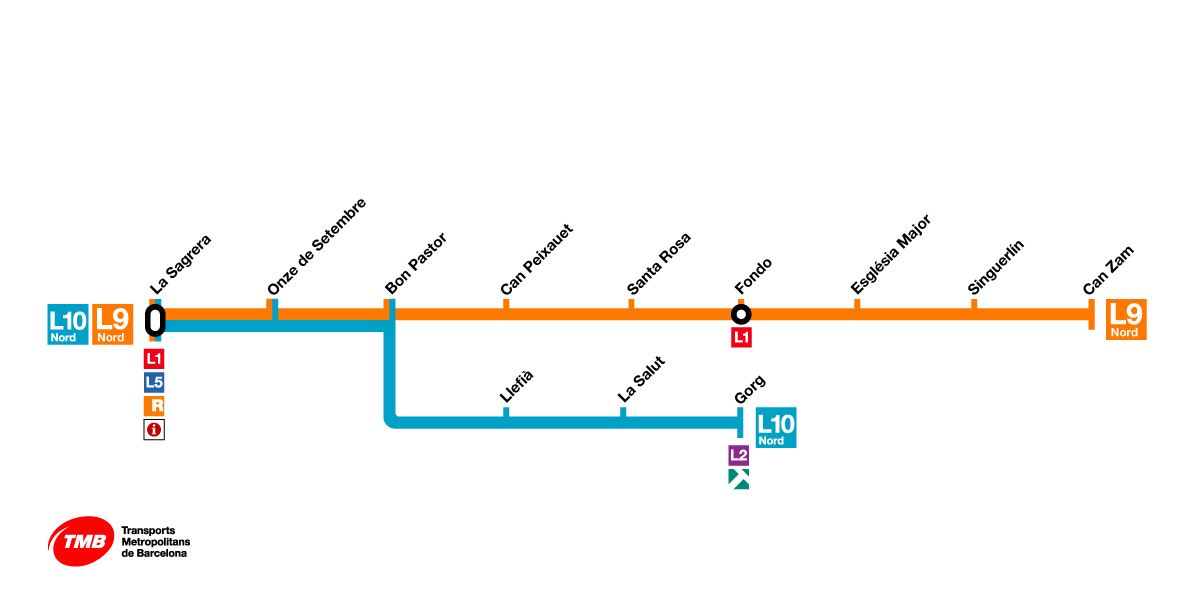 La Sagrera
Onze de Setembre
Bon Pastor
Can Peixauet
Santa Rosa
Fondo
Església Major
Singuerlín
Can Zam
L10
Nord
L9
Nord
L9
Nord
L1
L1
L5
R
i
Llefià
La Salut
Gorg
L10
Nord
L2
TMB
Transports
Metropolitans
de Barcelona